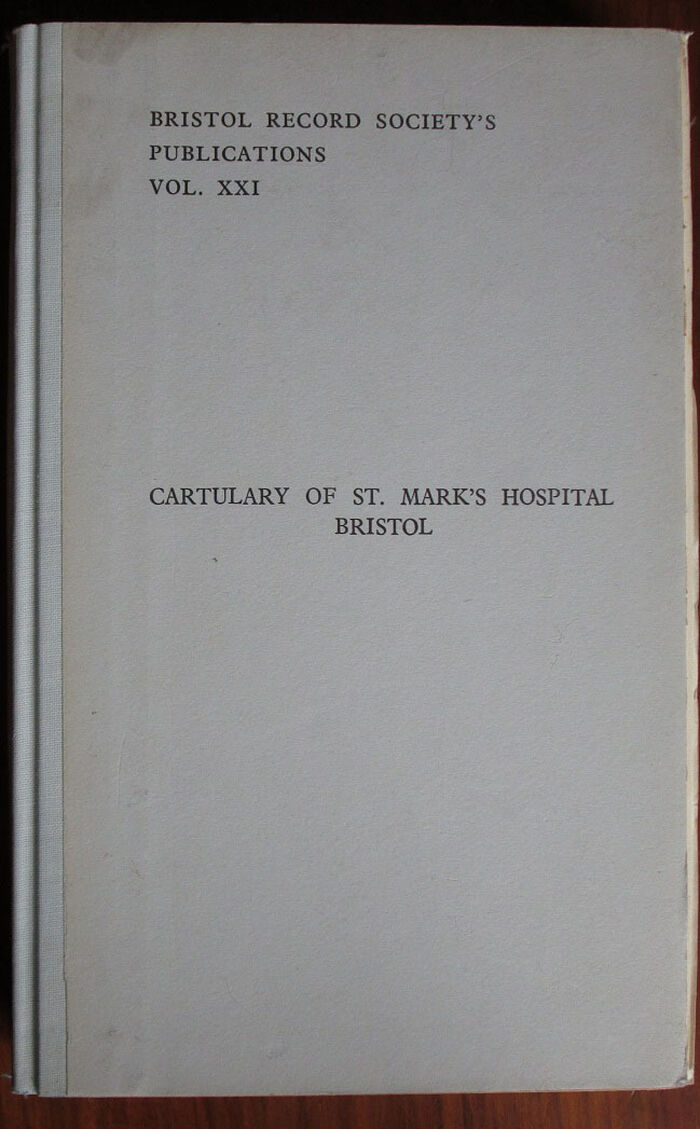 BRISTOL RECORD SOCIETY'S
PUBLICATIONS
VOL. XXI
CARTULARY OF ST. MARK'S HOSPITAL
BRISTOL